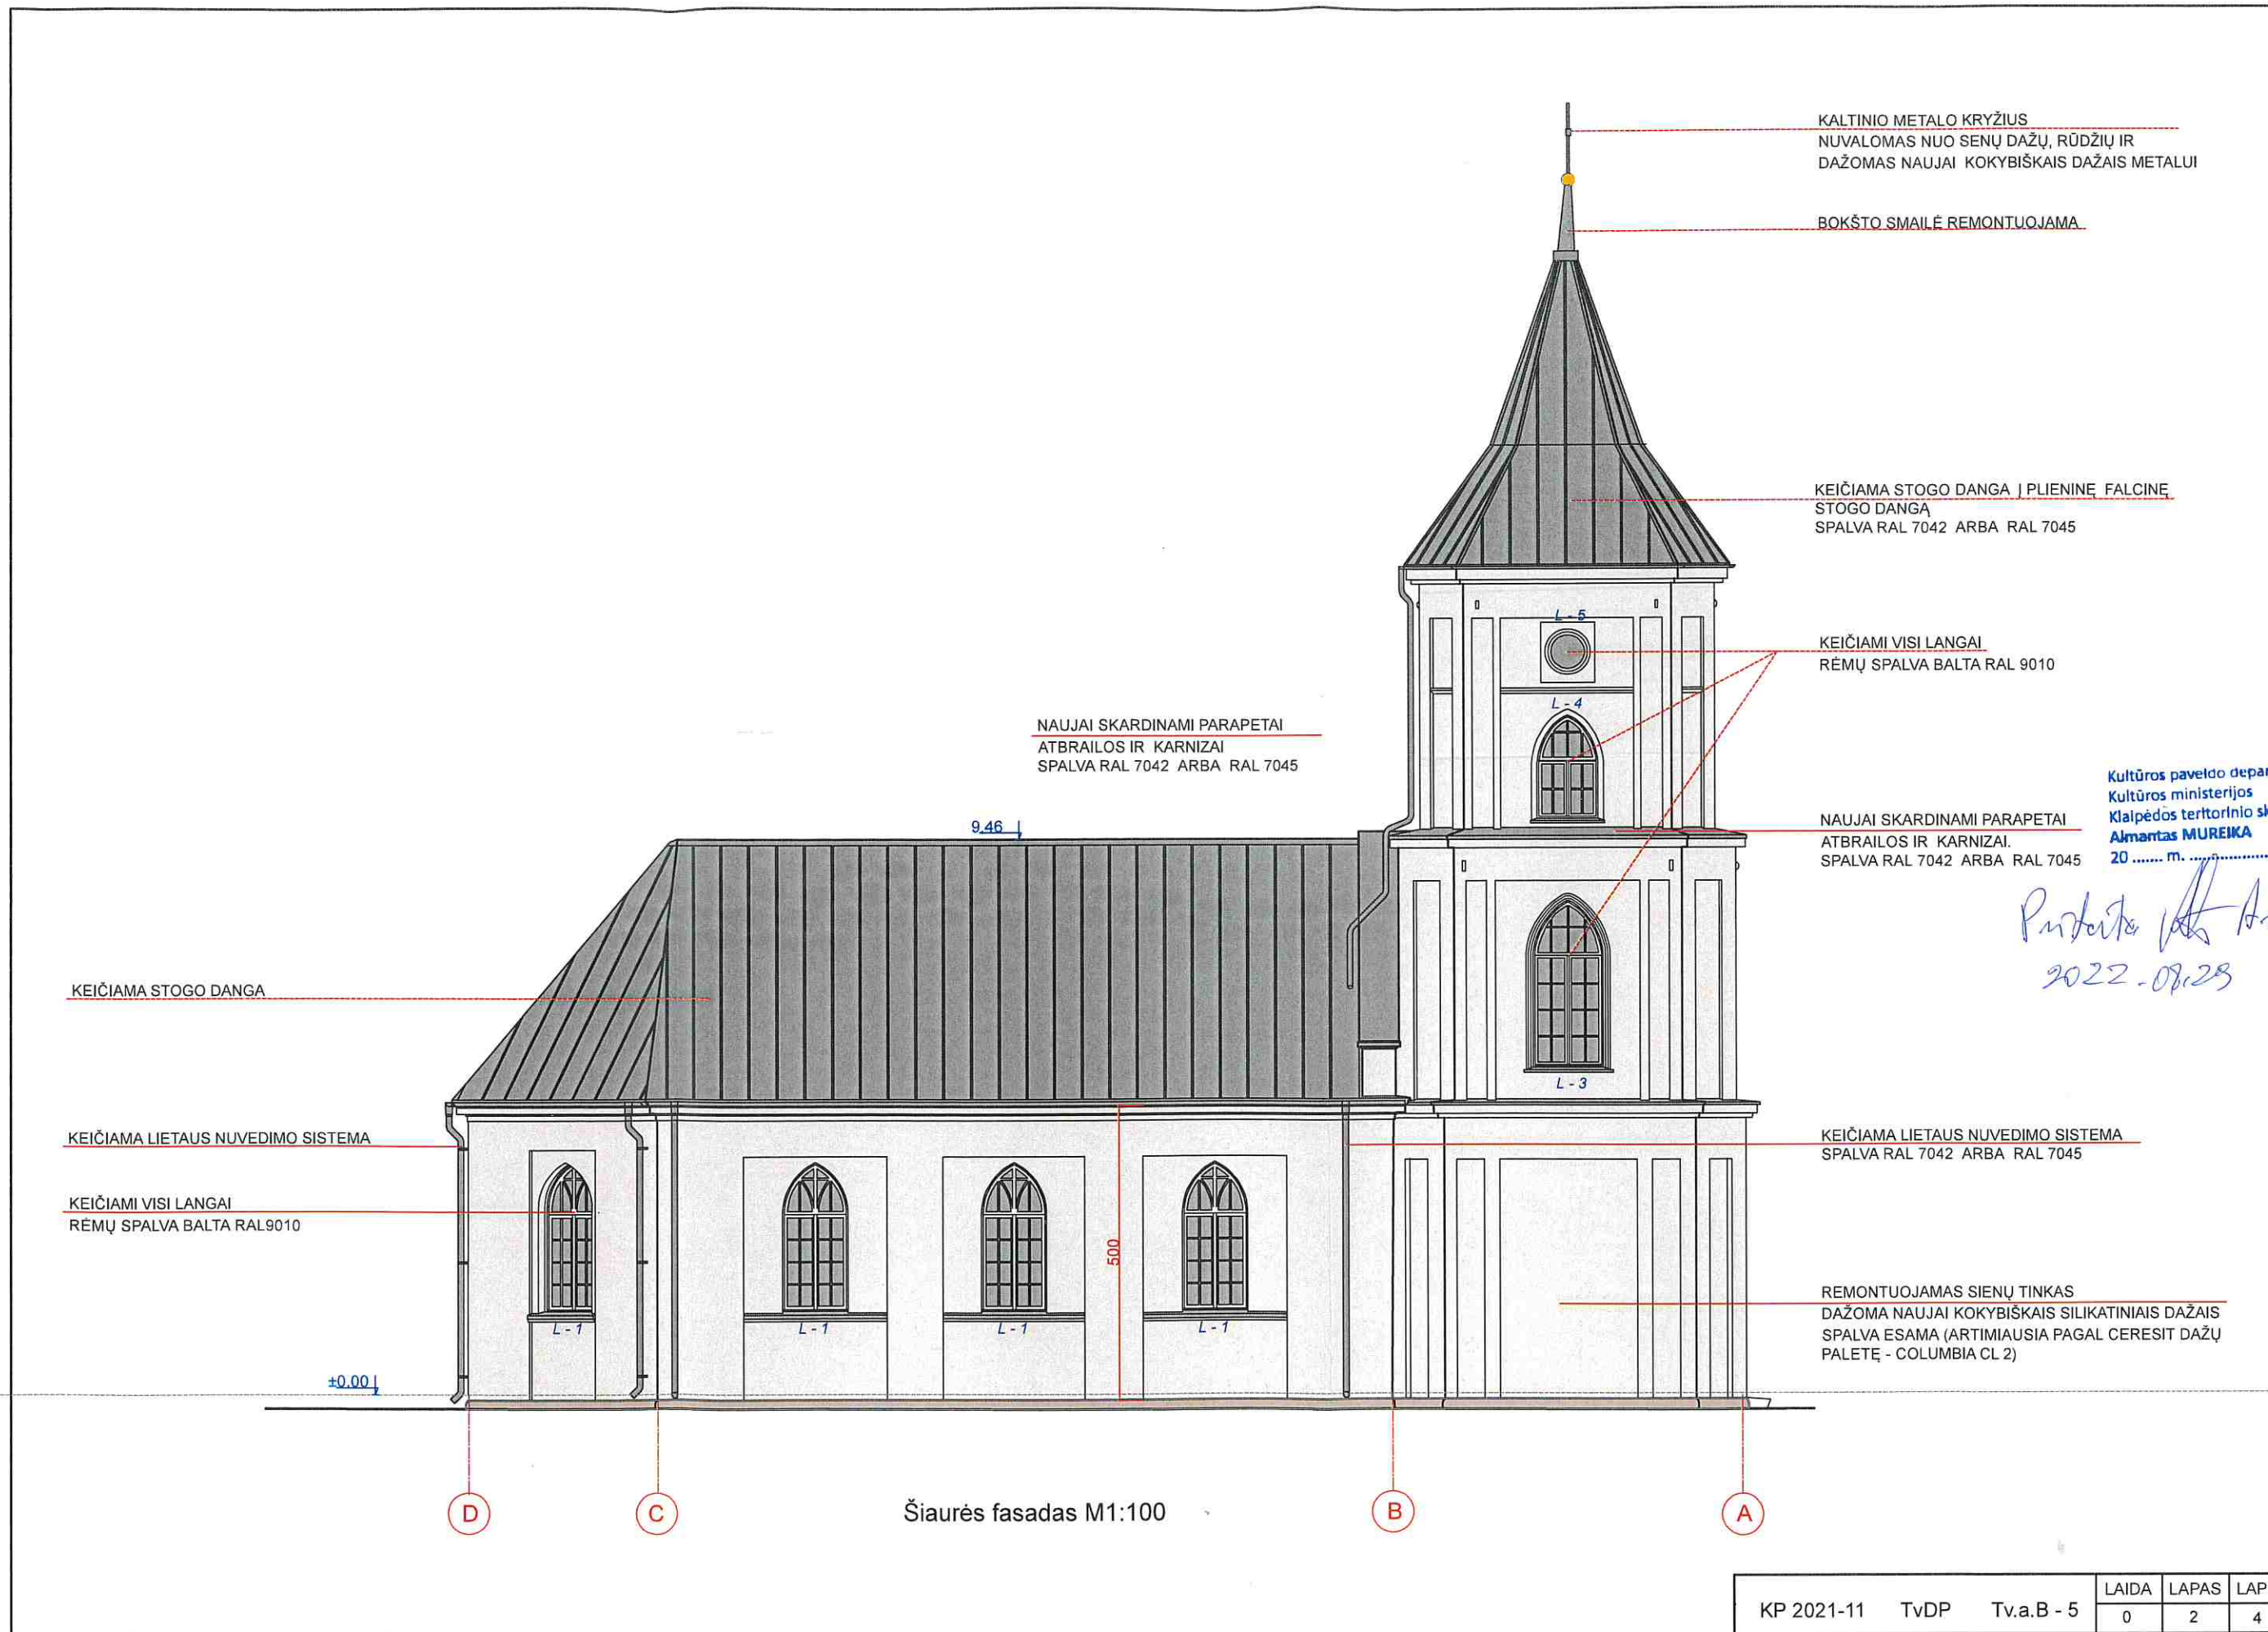 KALTINIO METALO KRYŽIUS
NUVALOMAS NUO SENŲ DAŽŲ, RŪDŽIŲ IR
DAŽOMAS NAUJAI KOKYBIŠKAIS DAŽAIS METALUI
BOKŠTO SMAILĖ REMONTUOJAMA
KEIČIAMA STOGO DANGA Į PLIENINĘ FALCINĘ
STOGO DANGĄ
SPALVA RAL 7042 ARBA RAL 7045
L - 5
KEIČIAMI VISI LANGAI
RĖMŲ SPALVA BALTA RAL 9010
L - 4
NAUJAI SKARDINAMI PARAPETAI
ATBRAILOS IR KARNIZAI
SPALVA RAL 7042 ARBA RAL 7045
9.46
NAUJAI SKARDINAMI PARAPETAI
ATBRAILOS IR KARNIZAI.
SPALVA RAL 7042 ARBA RAL 7045
Kultūros paveldo depar
Kultūros ministerijos
Klaipėdos teritorinio sk
Almantas MUREIKA
20 ....... m. ..................
2022-08.29
KEIČIAMA STOGO DANGA
L - 3
KEIČIAMA LIETAUS NUVEDIMO SISTEMA
KEIČIAMA LIETAUS NUVEDIMO SISTEMA
SPALVA RAL 7042 ARBA RAL 7045
KEIČIAMI VISI LANGAI
RĖMŲ SPALVA BALTA RAL9010
500
L - 1
L - 1
L - 1
L - 1
REMONTUOJAMAS SIENŲ TINKAS
DAŽOMA NAUJAI KOKYBIŠKAIS SILIKATINIAIS DAŽAIS
SPALVA ESAMA (ARTIMIAUSIA PAGAL CERESIT DAŽŲ
PALETĘ - COLUMBIA CL 2)
±0.00
D
C
Šiaurės fasadas M1:100
B
A
KP 2021-11 TvDP Tv.a.B - 5
LAIDA LAPAS LAP
0 2 4